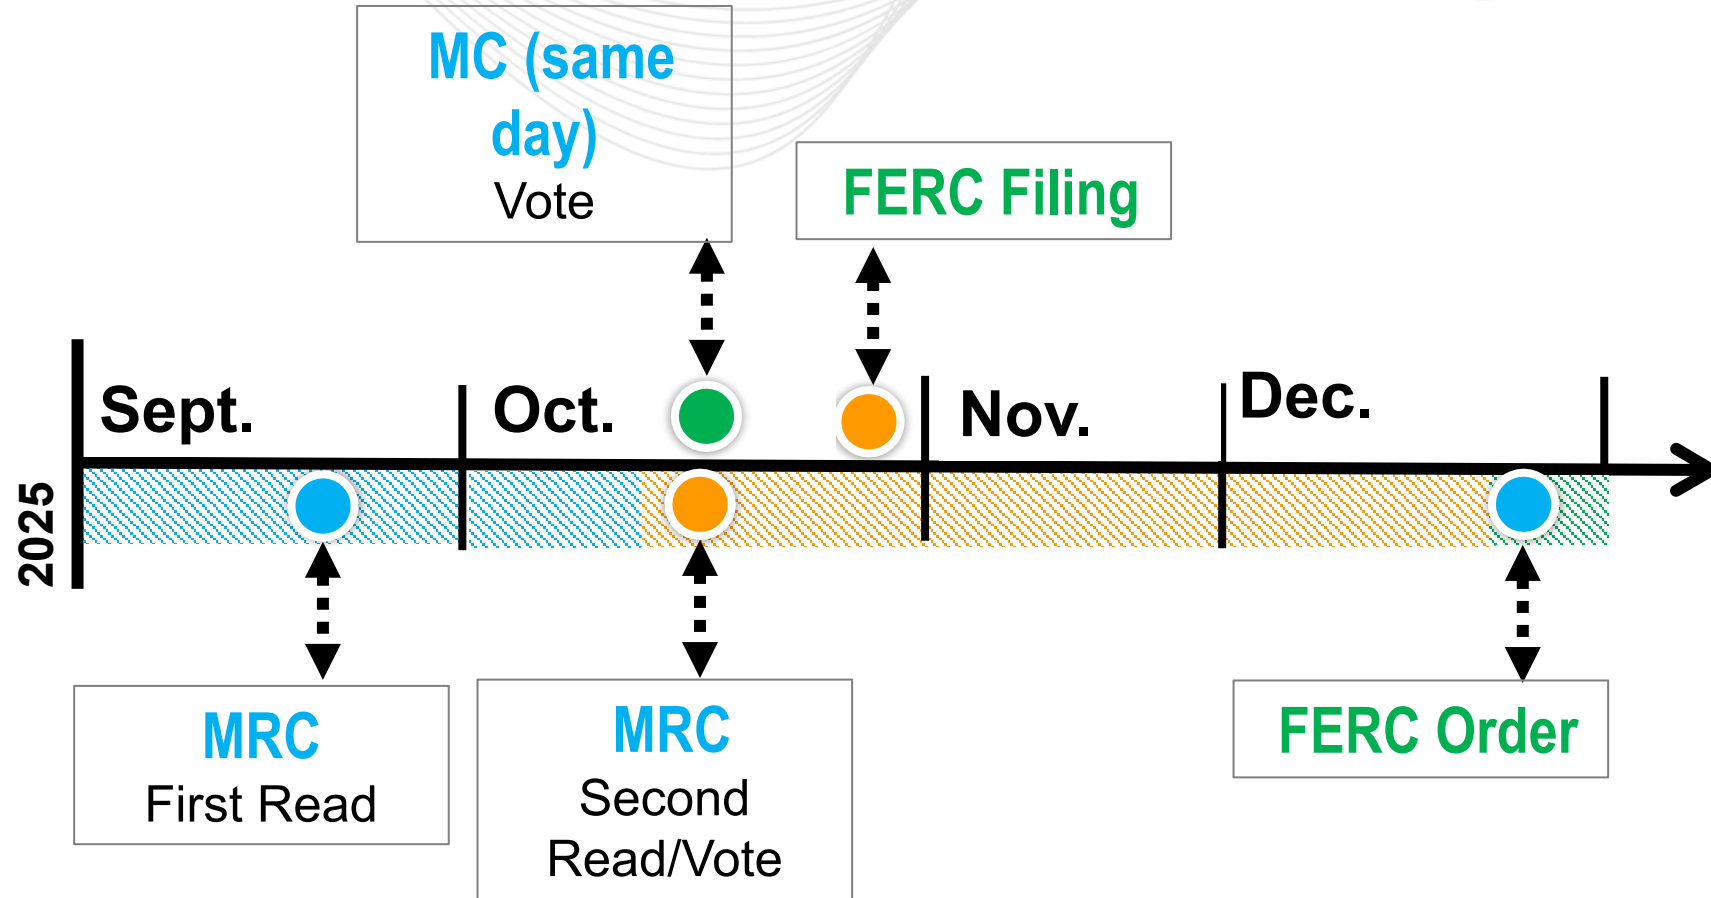 MC (same
day)
Vote
FERC Filing
Sept.
Oct.
Nov.
Dec.
2025
MRC
First Read
MRC
Second
Read/Vote
FERC Order